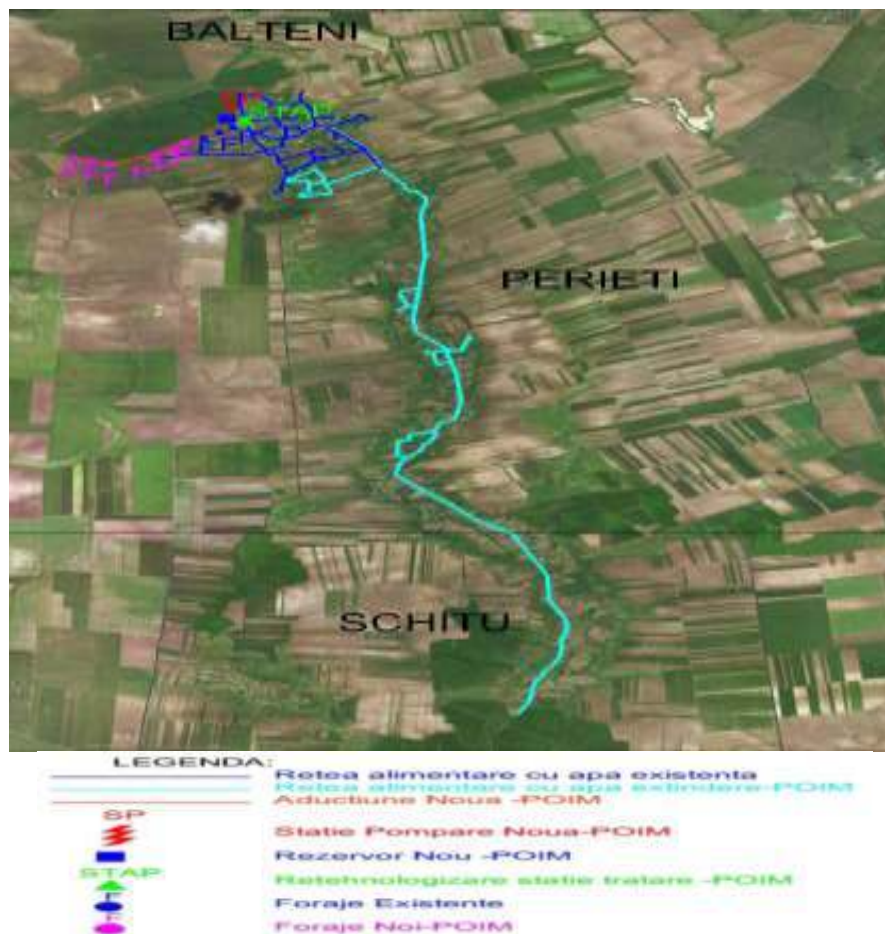 BALTENI
PERIETI
SCHITU
LEGENDA:
Retea alimentare cu apa existenta
Retea alimentare cu apa extindere-POIM
Aductiune Noua -POIM
SP
Statie Pompare Noua-POIM
Rezervor Nou -POIM
STAP
Retehnologizare statie tratare -POIM
F
Foraje Existente
F
Foraje Noi-POIM